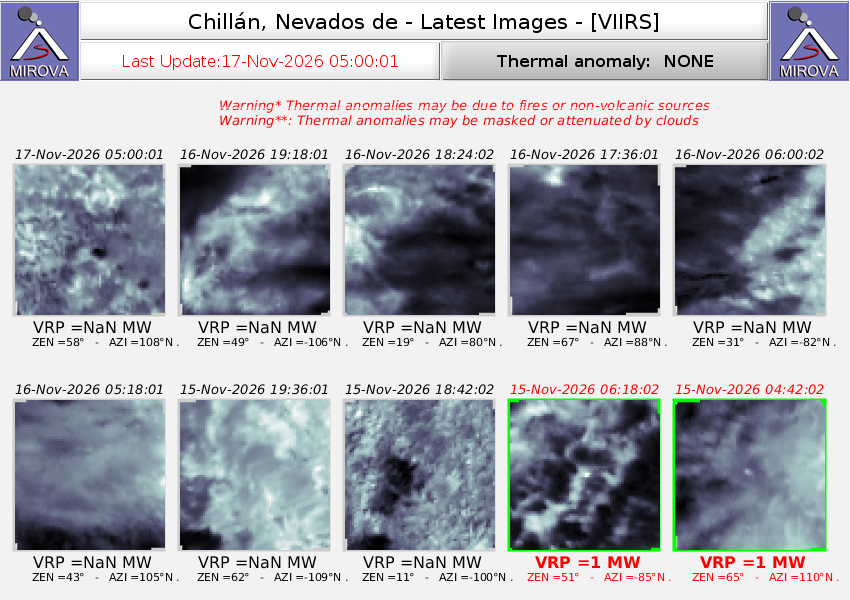 Chillán, Nevados de - Latest Images - [VIIRS]
MIROVA
Last Update:17-Nov-2026 05:00:01
Thermal anomaly: NONE
MIROVA
Warning* Thermal anomalies may be due to fires or non-volcanic sources
Warning**: Thermal anomalies may be masked or attenuated by clouds
17-Nov-2026 05:00:01 16-Nov-2026 19:18:01 16-Nov-2026 18:24:02 16-Nov-2026 17:36:01 16-Nov-2026 06:00:02
VRP =NaN MW VRP =NaN MW VRP =NaN MW VRP =NaN MW VRP =NaN MW
ZEN =58° - AZI =108°N . ZEN =49° - AZI =-106°N . ZEN =19° - AZI =80°N . ZEN =67° - AZI =88°N . ZEN =31° - AZI =-82°N .
16-Nov-2026 05:18:01 15-Nov-2026 19:36:01 15-Nov-2026 18:42:02 15-Nov-2026 06:18:02 15-Nov-2026 04:42:02
VRP =NaN MW VRP =NaN MW VRP =NaN MW VRP =1 MW VRP =1 MW
ZEN =43° - AZI =105°N . ZEN =62° - AZI =-109°N . ZEN =11° - AZI =-100°N . ZEN =51° - AZI =-85°N . ZEN =65° - AZI =110°N .